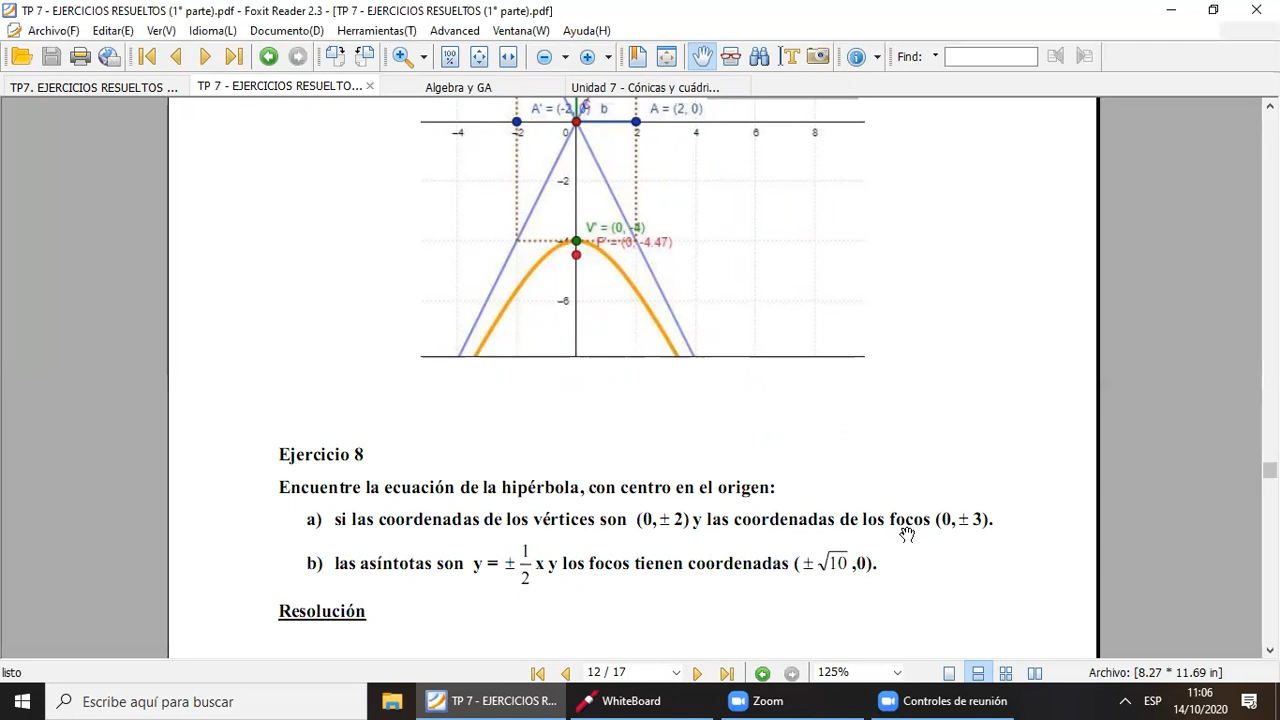 TP 7 - EJERCICIOS RESUELTOS (1° parte).pdf - Foxit Reader 2.3 - [TP 7 - EJERCICIOS RESUELTOS (1° parte).pdf]
Archivo(F) Editar(E) Ver(V) Idioma(L) Documento(D) Herramientas(T) Advanced Ventana(W) Ayuda(H)
Find:
TP7. EJERCICIOS RESUELTOS ... TP 7 - EJERCICIOS RESUELTO... Algebra y GA Unidad 7 - Cónicas y cuádri...
A' = (-2, 0) b A = (2, 0)
-4 -2 0 2 4 6 8
-2
V' = (0, -4)
F' = (0, -4.47)
-6
Ejercicio 8
Encuentre la ecuación de la hipérbola, con centro en el origen:
a) si las coordenadas de los vértices son (0,± 2) y las coordenadas de los focos (0,± 3).
b) las asíntotas son y = ± 1/2 x y los focos tienen coordenadas ( ± √10 ,0).
Resolución
listo 12 / 17 125% Archivo: [8.27 * 11.69 in]
Escribe aquí para buscar TP 7 - EJERCICIOS R... WhiteBoard Zoom Controles de reunión ESP 11:06
14/10/2020